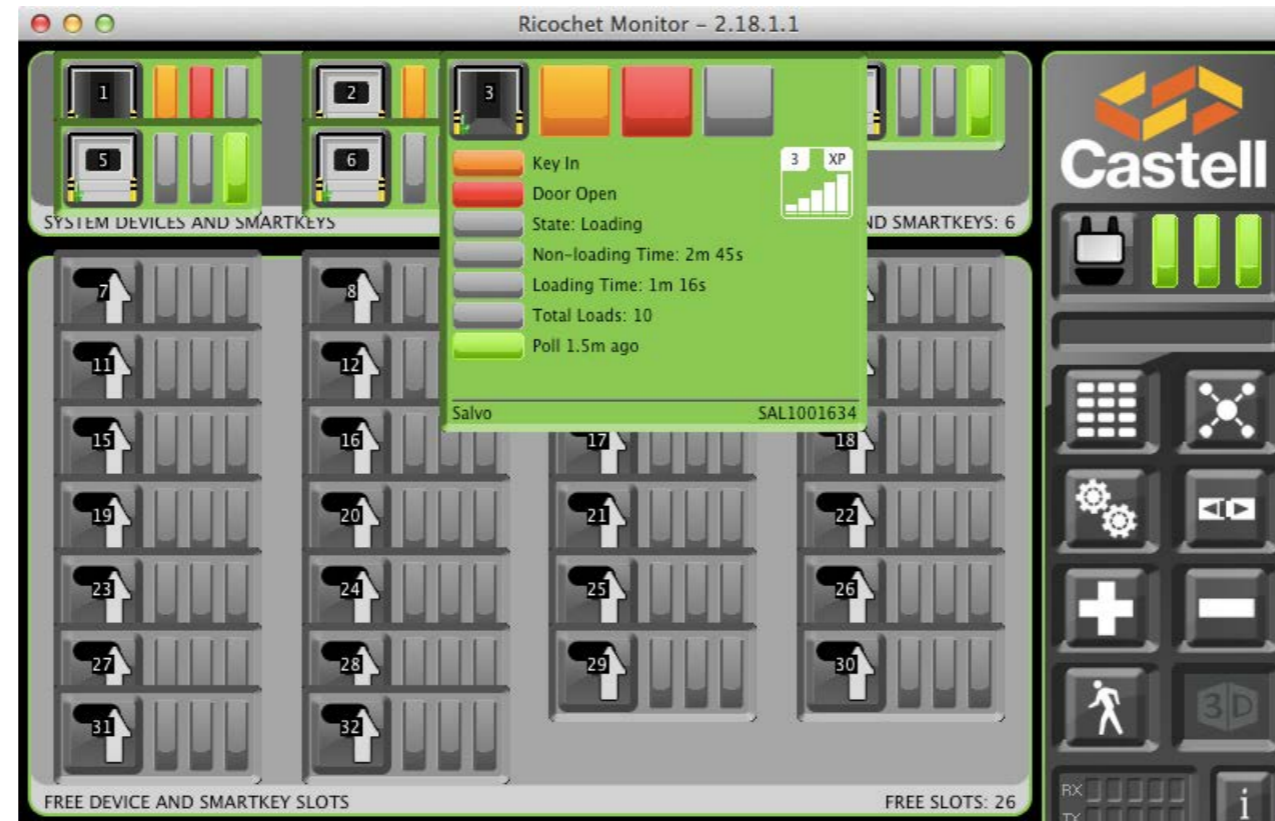 Ricochet Monitor – 2.18.1.1
1
2
3
Key In
3 XP
Door Open
State: Loading
Non-loading Time: 2m 45s
Loading Time: 1m 16s
Total Loads: 10
Poll 1.5m ago
Salvo SAL1001634
5
6
SYSTEM DEVICES AND SMARTKEYS
ND SMARTKEYS: 6
7
8
11
12
15
16
17
18
19
20
21
22
23
24
25
26
27
28
29
30
31
32
FREE DEVICE AND SMARTKEY SLOTS
FREE SLOTS: 26
Castell
3D
RX
TX
i